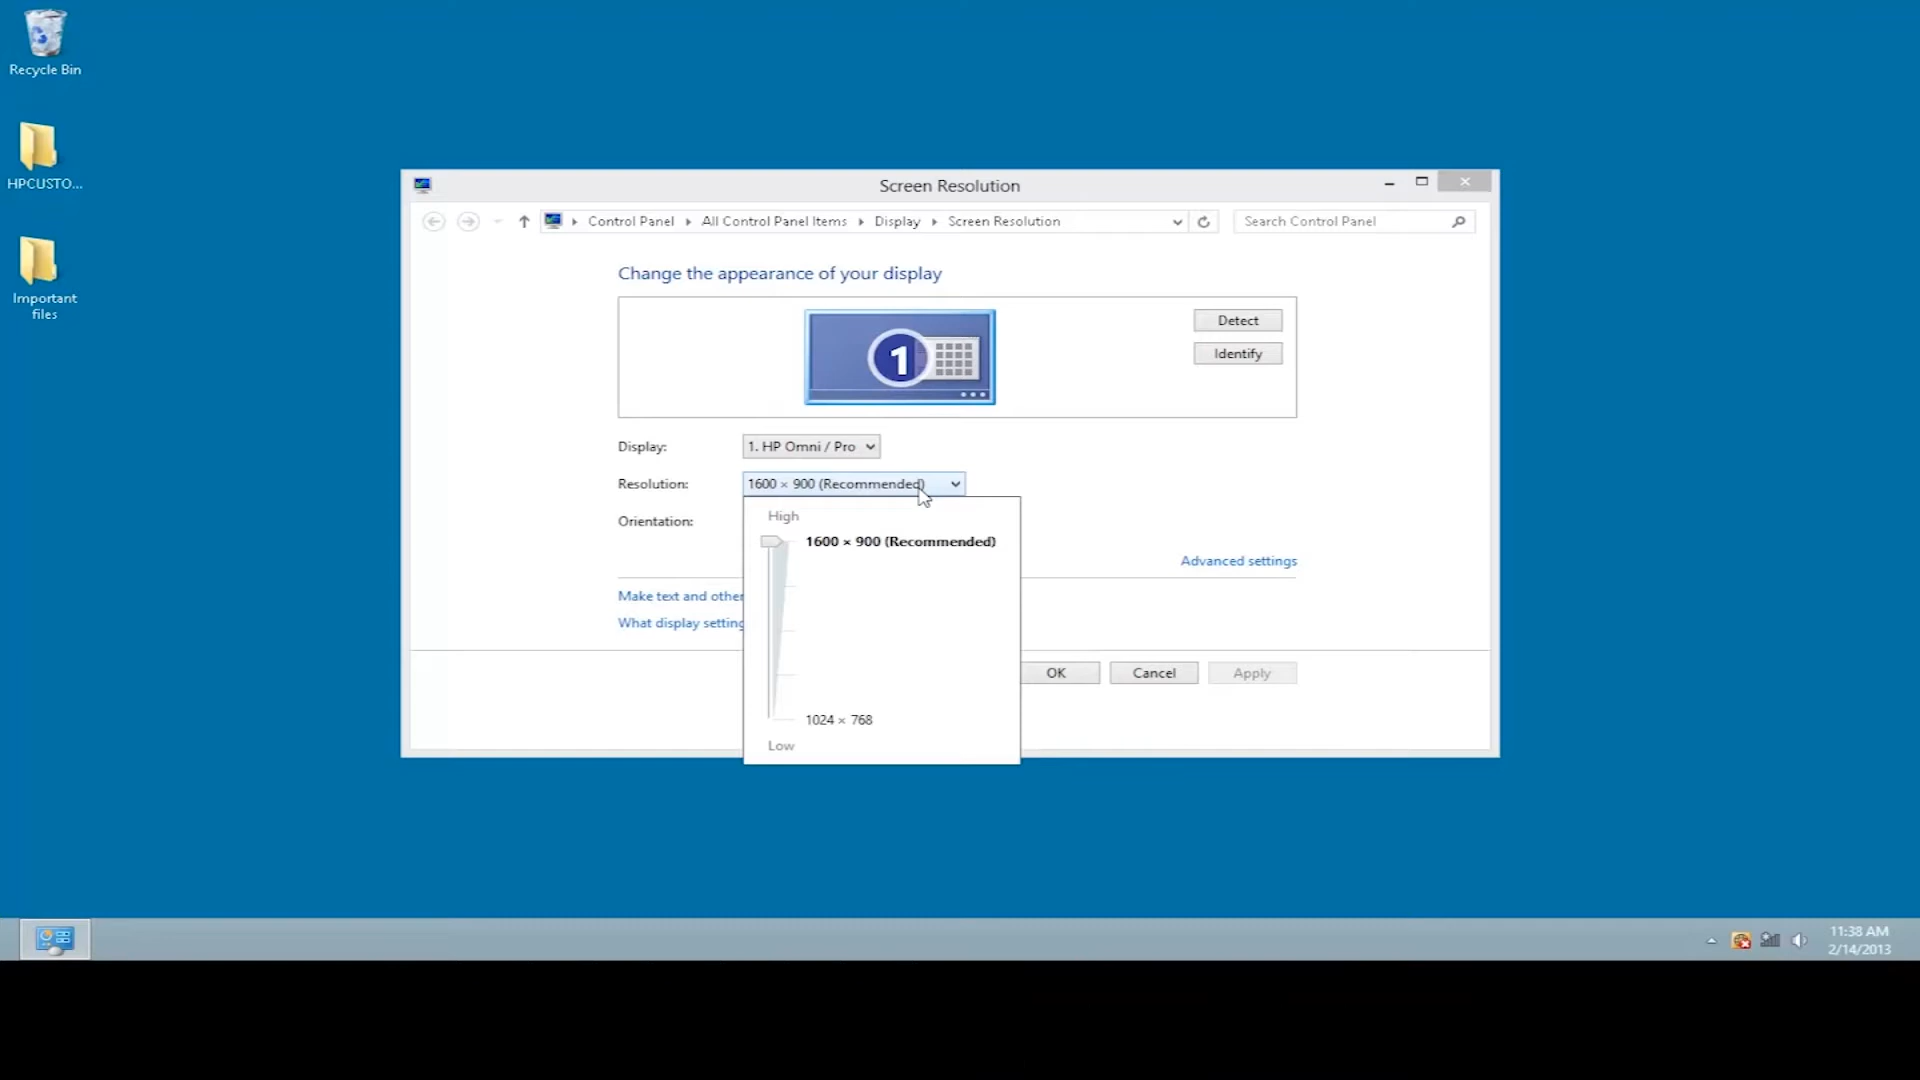 Recycle Bin
HPCUSTO...
Important
files
Screen Resolution
Control Panel
All Control Panel Items
Display
Screen Resolution
Search Control Panel
Change the appearance of your display
1
Detect
Identify
Display:
1. HP Omni / Pro
Resolution:
1600 × 900 (Recommended)
Orientation:
High
1600 × 900 (Recommended)
1024 × 768
Low
Advanced settings
Make text and other
What display setting
OK
Cancel
Apply
11:38 AM
2/14/2013